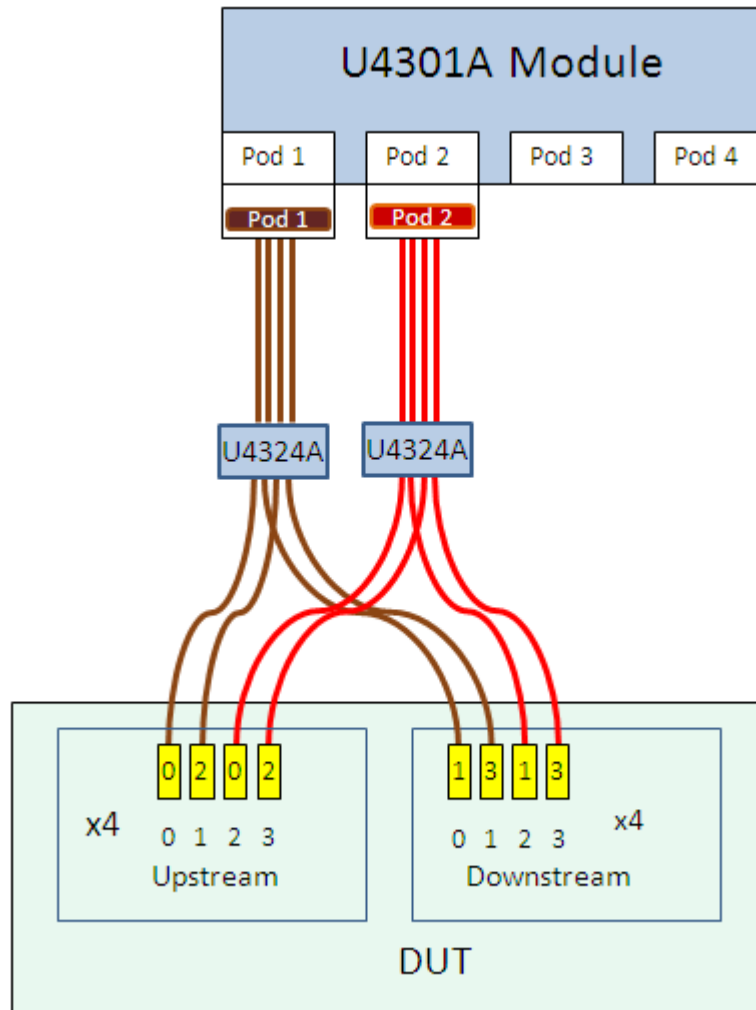 U4301A Module
Pod 1 Pod 2 Pod 3 Pod 4
Pod 1 Pod 2
U4324A U4324A
0 2 0 2 1 3 1 3
x4 0 1 2 3 0 1 2 3 x4
Upstream Downstream
DUT